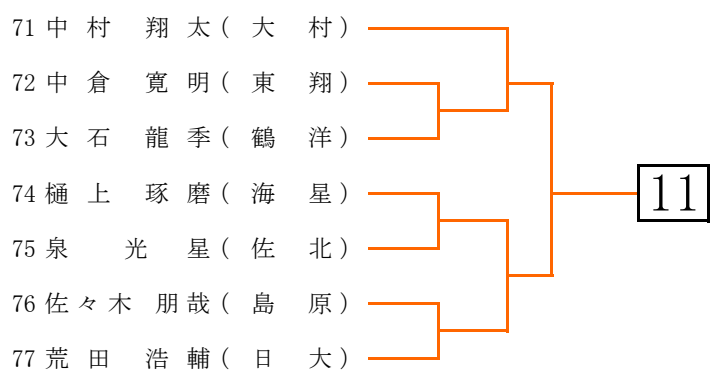 71 中村 翔太(大村)
72 中倉 寛明(東翔)
73 大石 龍季(鶴洋)
74 樋上 琢磨(海星)
75 泉 光星(佐北)
76 佐々木 朋哉(島原)
77 荒田 浩輔(日大)
11